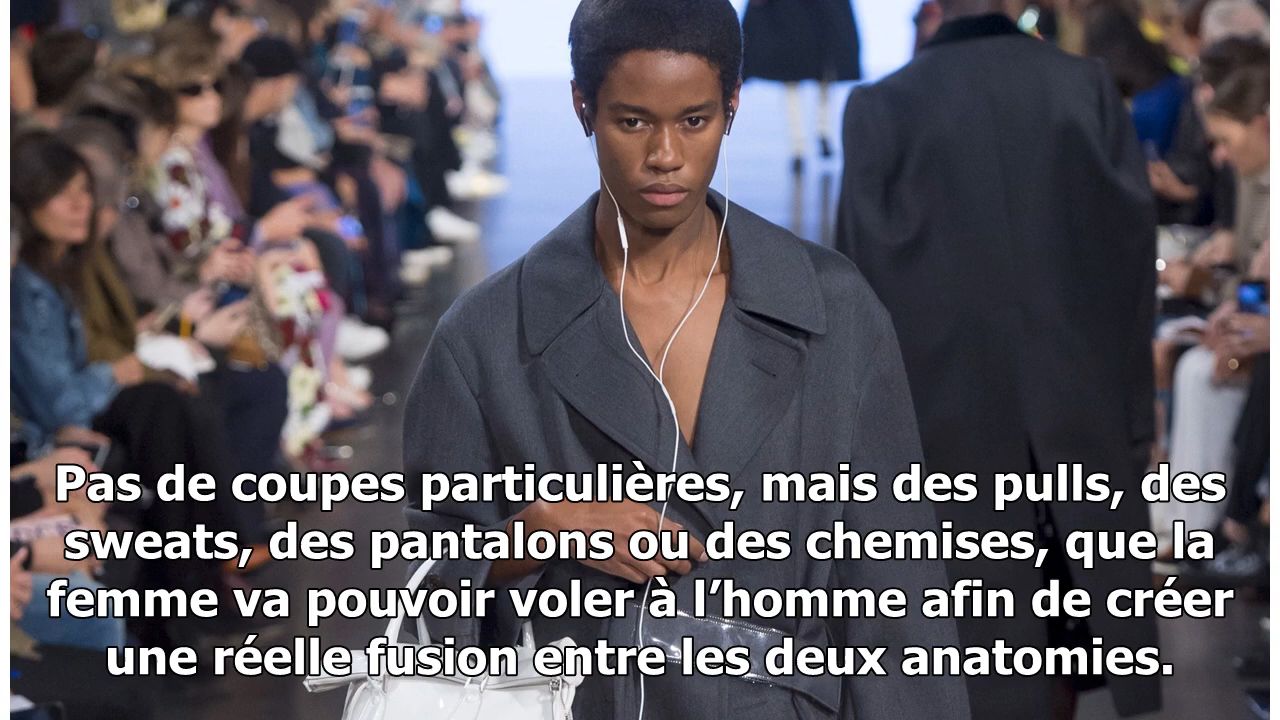 Pas de coupes particulières, mais des pulls, des
sweats, des pantalons ou des chemises, que la
femme va pouvoir voler à l’homme afin de créer
une réelle fusion entre les deux anatomies.